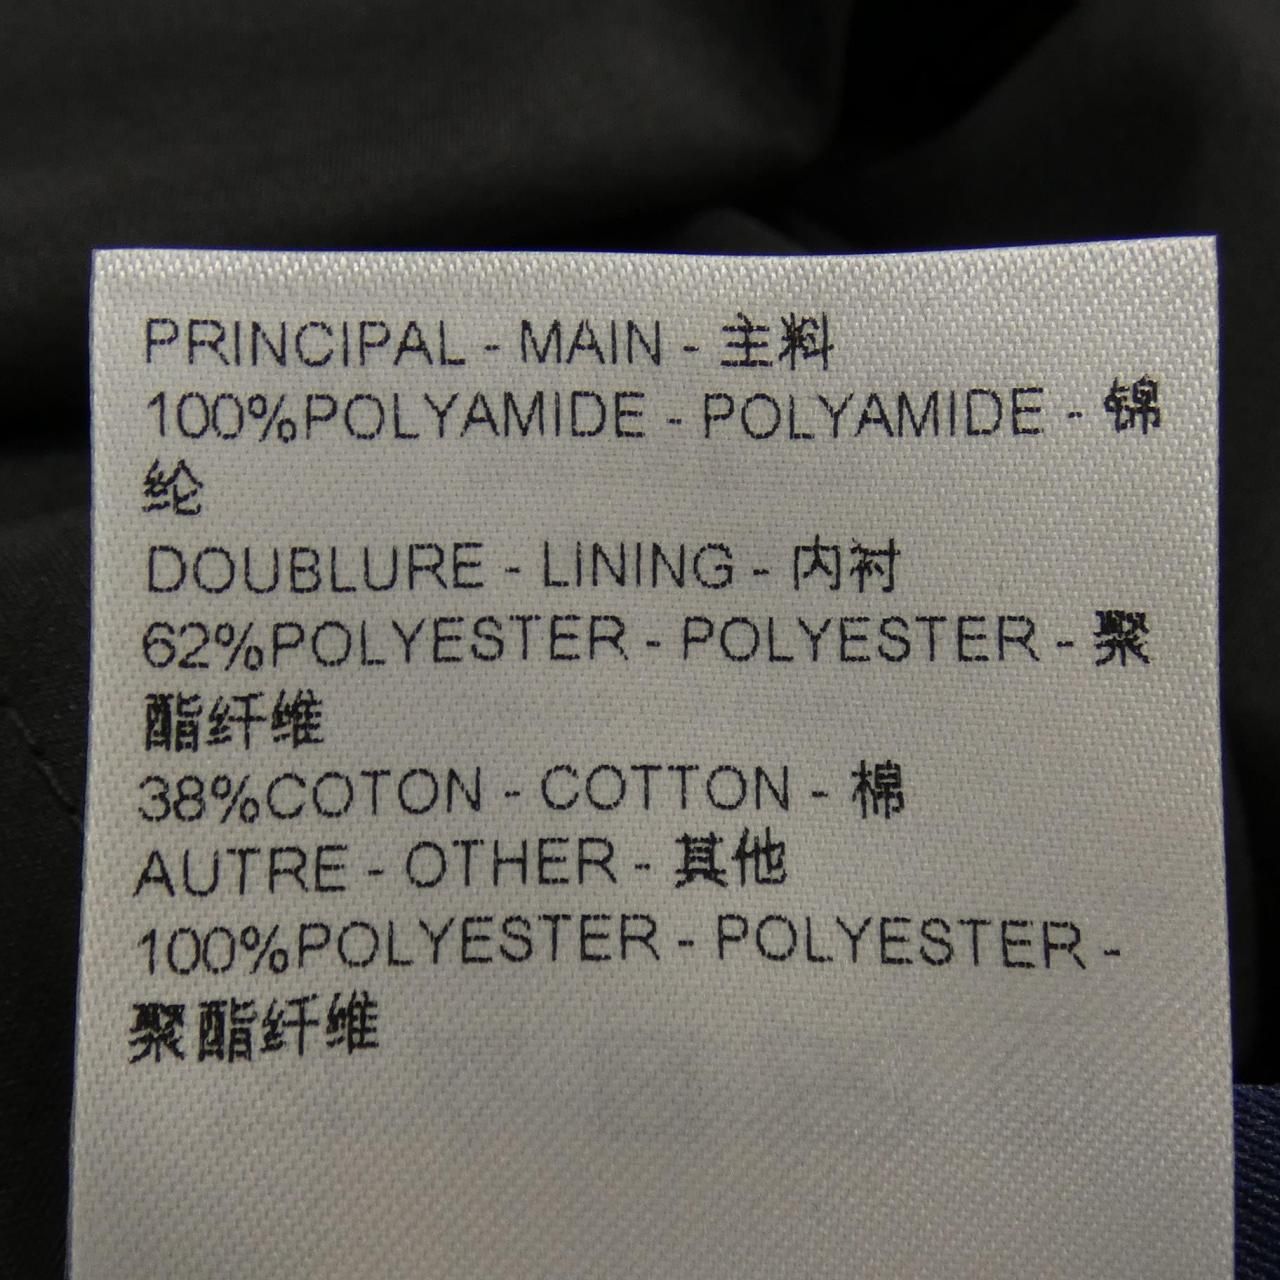 PRINCIPAL - MAIN - 主料
100%POLYAMIDE - POLYAMIDE - 锦
纶
DOUBLURE - LINING - 内衬
62%POLYESTER - POLYESTER - 聚
酯纤维
38%COTON - COTTON - 棉
AUTRE - OTHER - 其他
100%POLYESTER - POLYESTER -
聚酯纤维